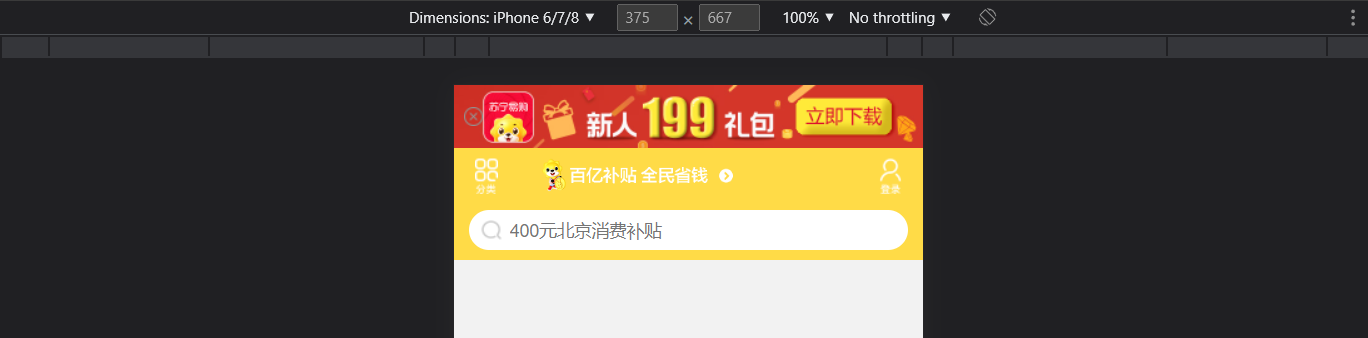 Dimensions: iPhone 6/7/8 ▼ 375 × 667 100% ▼ No throttling ▼
苏宁易购
新人199礼包 立即下载
百亿补贴 全民省钱
分类 登录
400元北京消费补贴